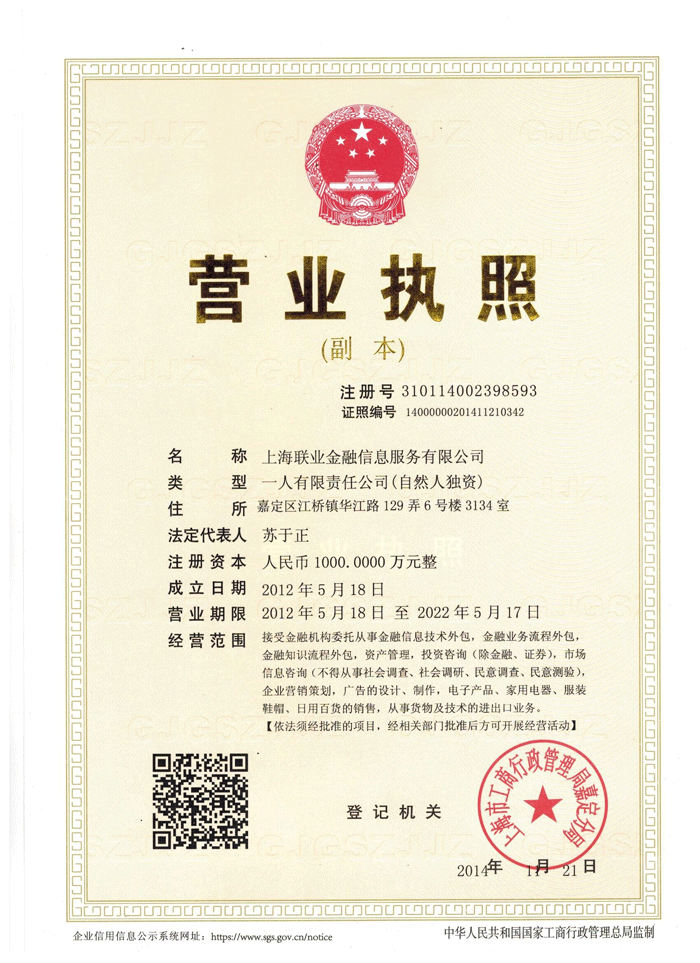 营业执照
(副 本)
注册号 310114002398593
证照编号 14000000201411210342
名 称 上海联业金融信息服务有限公司
类 型 一人有限责任公司(自然人独资)
住 所 嘉定区江桥镇华江路129弄6号楼3134室
法定代表人 苏于正
注册资本 人民币1000.0000万元整
成立日期 2012年5月18日
营业期限 2012年5月18日 至 2022年5月17日
经营范围 接受金融机构委托从事金融信息技术外包，金融业务流程外包，
金融知识流程外包，资产管理，投资咨询（除金融、证券），市场
信息咨询（不得从事社会调查、社会调研、民意调查、民意测验），
企业营销策划，广告的设计、制作，电子产品、家用电器、服装
鞋帽、日用百货的销售，从事货物及技术的进出口业务。
【依法须经批准的项目，经相关部门批准后方可开展经营活动】
登记机关
上海市工商行政管理局嘉定分局
2014年 11月 21日
企业信用信息公示系统网址：https://www.sgs.gov.cn/notice
中华人民共和国国家工商行政管理总局监制